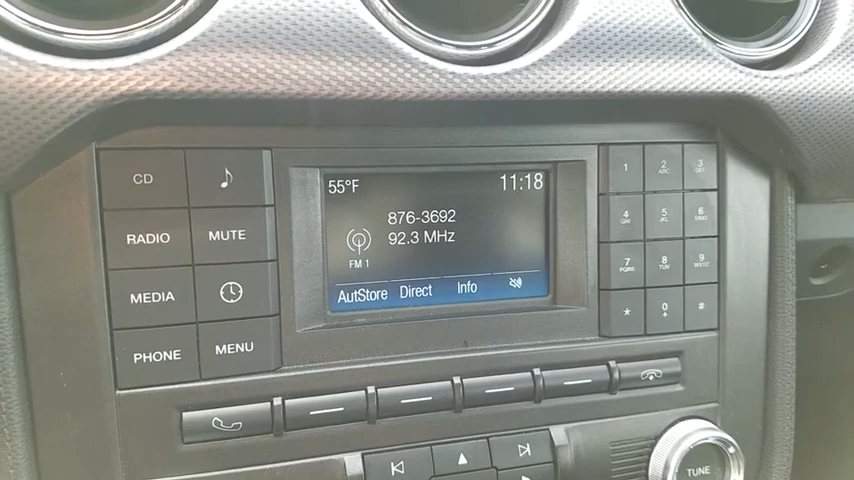 CD
RADIO
MUTE
MEDIA
PHONE
MENU
55°F
11:18
876-3692
92.3 MHz
FM 1
AutStore Direct Info
1
2 ABC
3 DEF
4 GHI
5 JKL
6 MNO
7 PQRS
8 TUV
9 WXYZ
*
0 +
#
TUNE